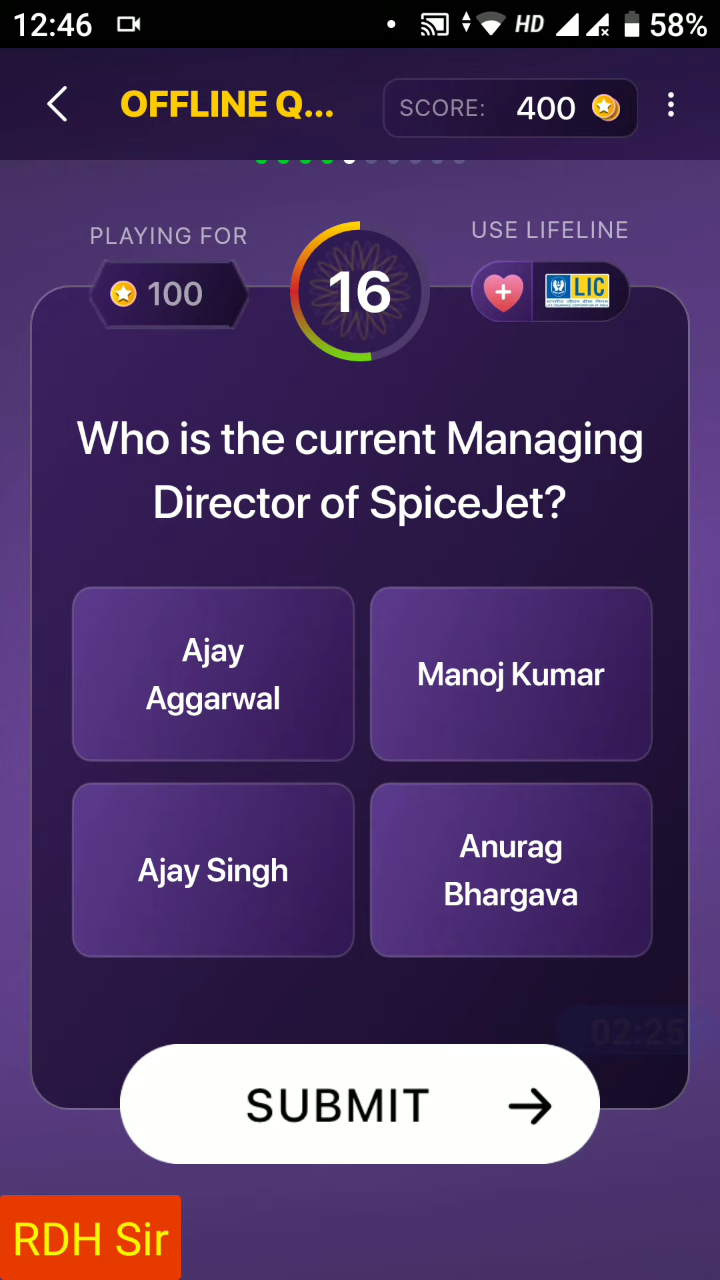 12:46
HD
58%
OFFLINE Q...
SCORE: 400
PLAYING FOR
100
16
USE LIFELINE
LIC
Who is the current Managing
Director of SpiceJet?
Ajay
Aggarwal
Manoj Kumar
Ajay Singh
Anurag
Bhargava
02:25
SUBMIT
RDH Sir